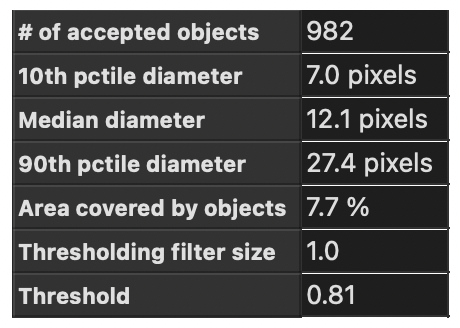 # of accepted objects 982
10th pctile diameter 7.0 pixels
Median diameter 12.1 pixels
90th pctile diameter 27.4 pixels
Area covered by objects 7.7 %
Thresholding filter size 1.0
Threshold 0.81